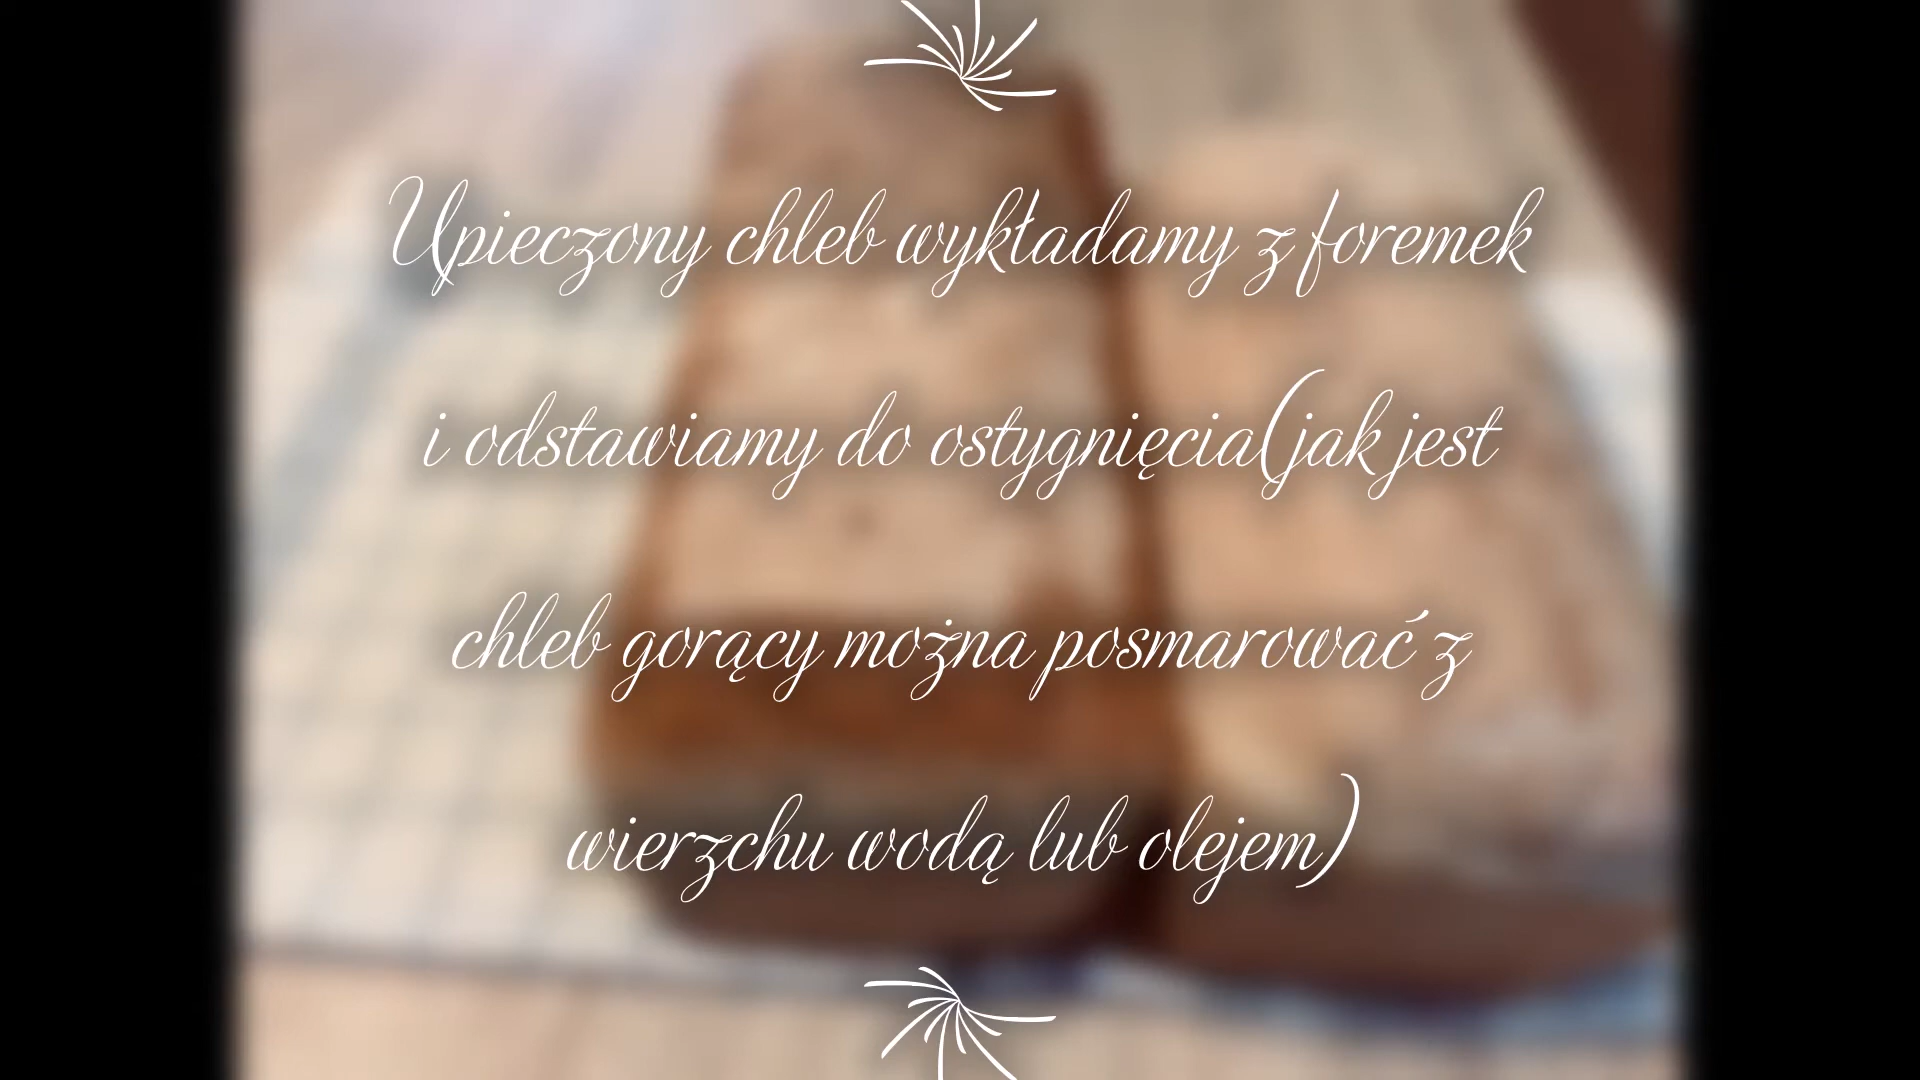 Upieczony chleb wykładamy z foremek
i odstawiamy do ostygnięcia(jak jest
chleb gorący można posmarować z
wierzchu wodą lub olejem)